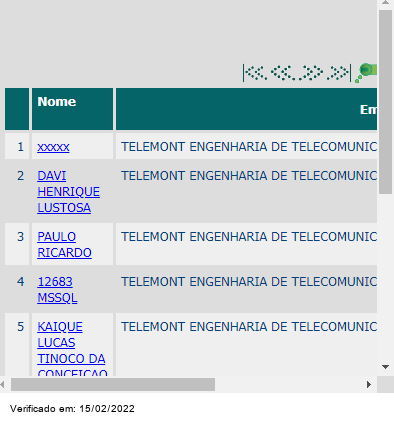 Nome
Em
1 xxxxx TELEMONT ENGENHARIA DE TELECOMUNIC
2 DAVI TELEMONT ENGENHARIA DE TELECOMUNIC
HENRIQUE
LUSTOSA
3 PAULO TELEMONT ENGENHARIA DE TELECOMUNIC
RICARDO
4 12683 TELEMONT ENGENHARIA DE TELECOMUNIC
MSSQL
5 KAIQUE TELEMONT ENGENHARIA DE TELECOMUNIC
LUCAS
TINOCO DA
CONCEICAO
Verificado em: 15/02/2022